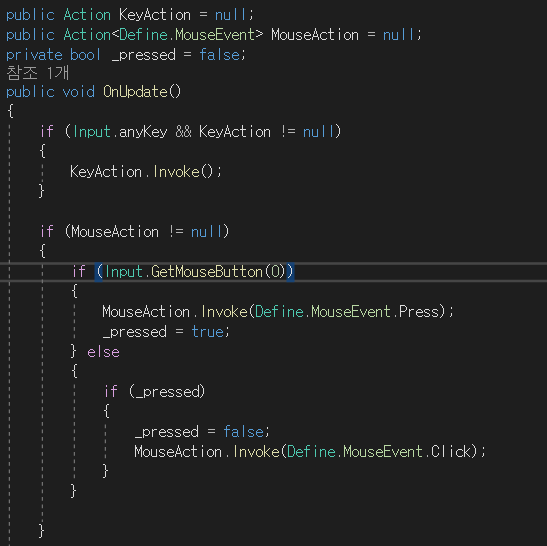 public Action KeyAction = null;
public Action<Define.MouseEvent> MouseAction = null;
private bool _pressed = false;
참조 1개
public void OnUpdate()
{
if (Input.anyKey && KeyAction != null)
{
KeyAction.Invoke();
}
if (MouseAction != null)
{
if (Input.GetMouseButton(0))
{
MouseAction.Invoke(Define.MouseEvent.Press);
_pressed = true;
} else
{
if (_pressed)
{
_pressed = false;
MouseAction.Invoke(Define.MouseEvent.Click);
}
}
}